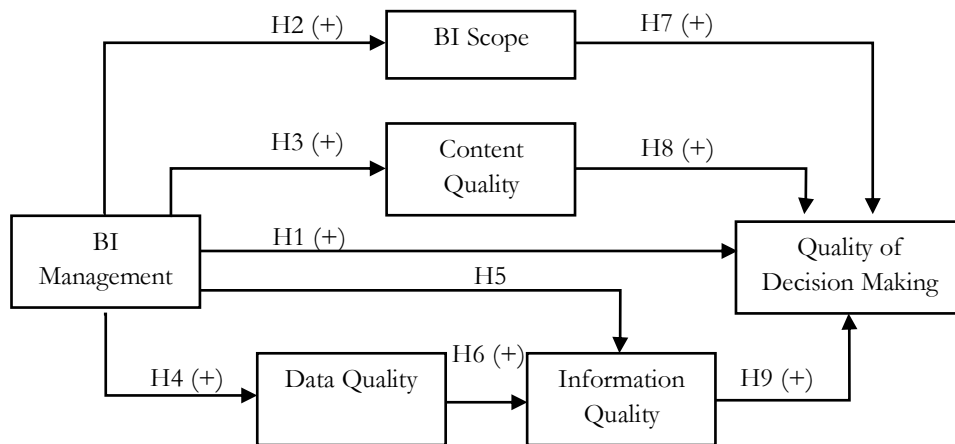 H2 (+)
BI Scope
H7 (+)
H3 (+)
Content
Quality
H8 (+)
BI
Management
H1 (+)
Quality of
Decision Making
H5
H4 (+)
Data Quality
H6 (+)
Information
Quality
H9 (+)